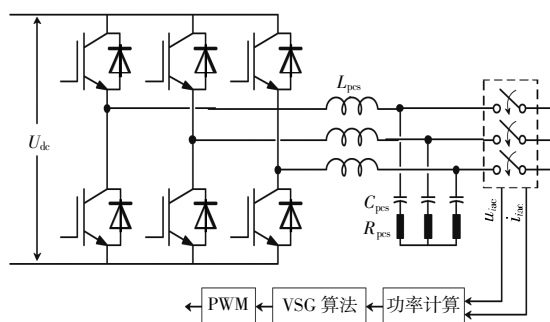 L_pcs
U_dc
C_pcs
R_pcs
u_iac
i_iac
PWM
VSG 算法
功率计算